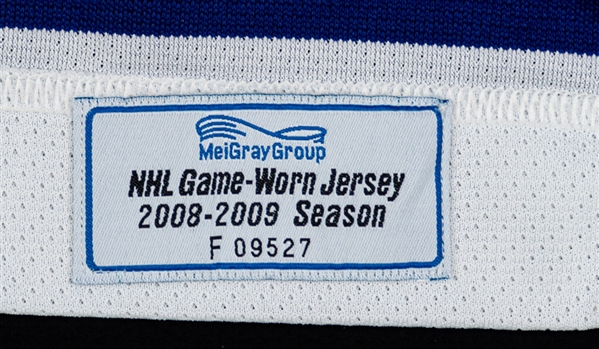 MeiGrayGroup
NHL Game-Worn Jersey
2008-2009 Season
F 09527